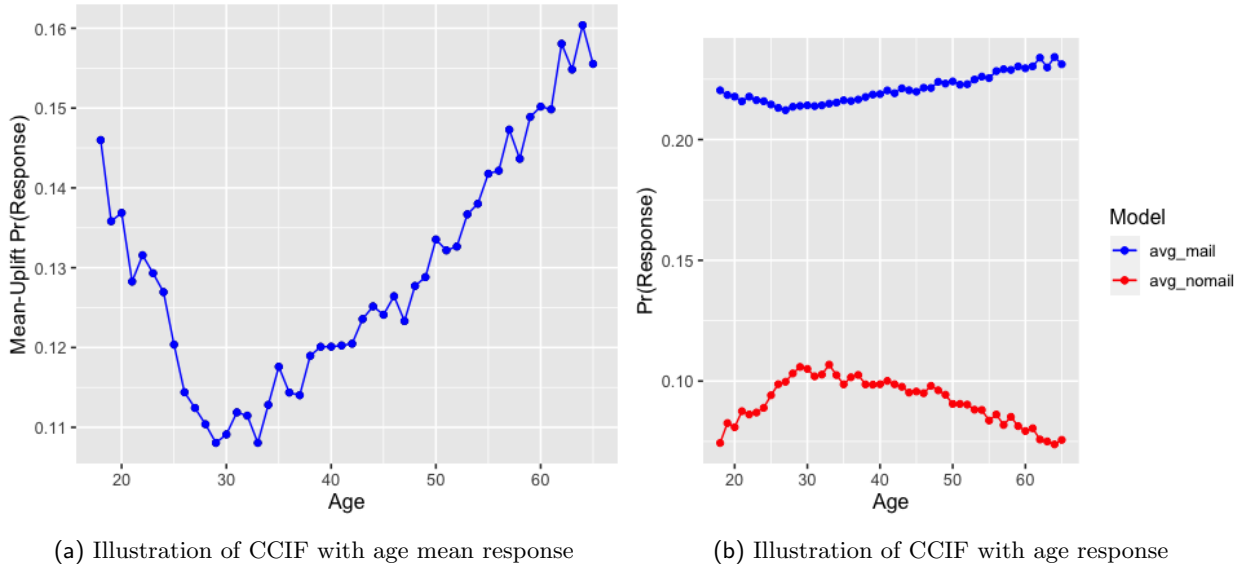 0.16
0.15
0.14
0.13
0.12
0.11
Mean-Uplift Pr(Response)
20 30 40 50 60
Age
(a) Illustration of CCIF with age mean response
0.20
0.15
0.10
Pr(Response)
20 30 40 50 60
Age
Model
avg_mail
avg_nomail
(b) Illustration of CCIF with age response